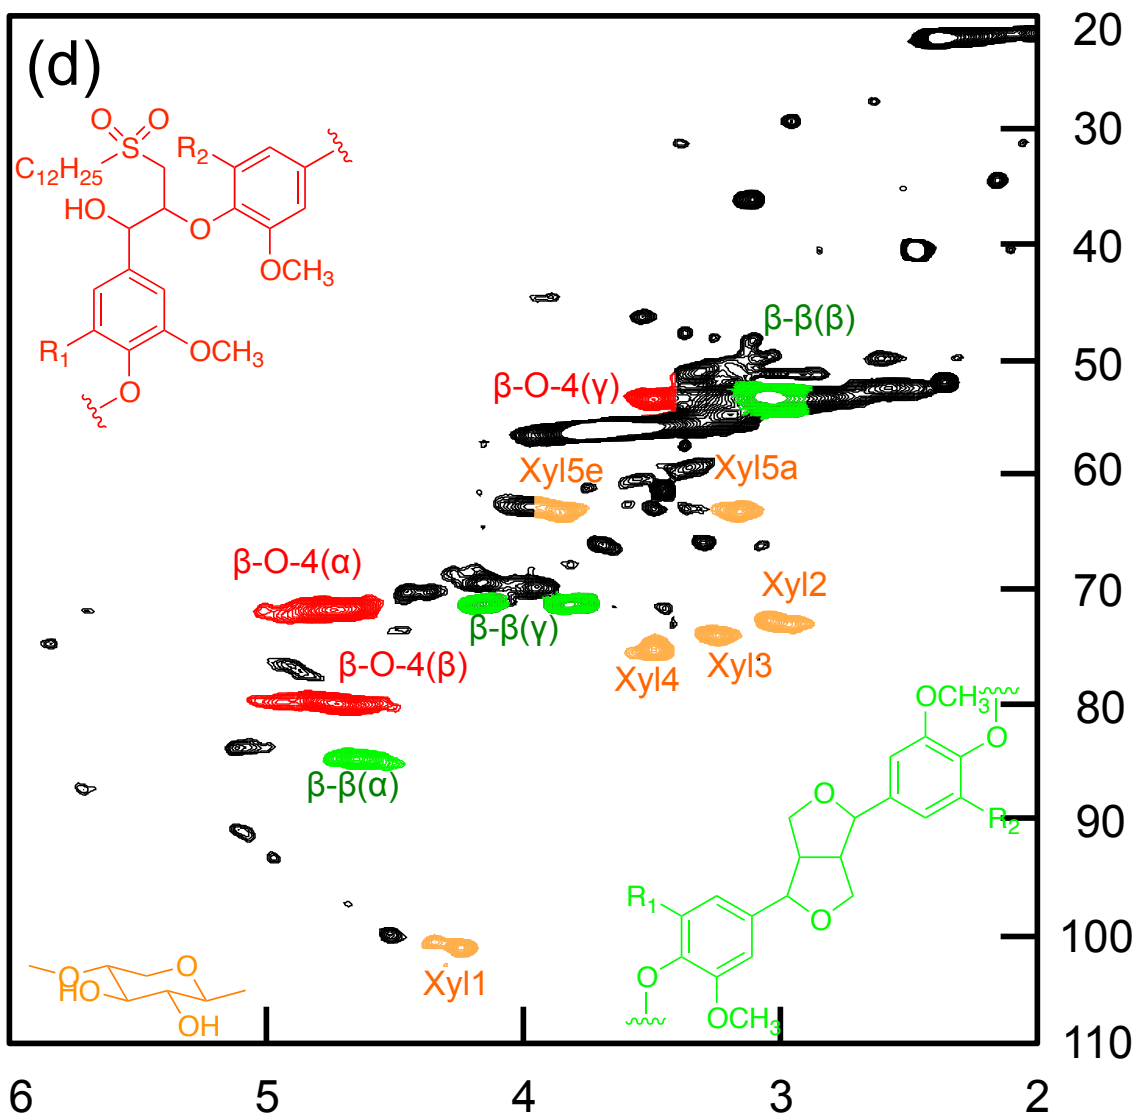 (d)
20
30
40
50
60
70
80
90
100
110
6
5
4
3
2
O O
S
C12H25
R2
HO
O
OCH3
R1
OCH3
O
β-β(β)
β-O-4(γ)
Xyl5e
Xyl5a
β-O-4(α)
Xyl2
β-β(γ)
β-O-4(β)
Xyl4
Xyl3
β-β(α)
Xyl1
OCH3
O
O
R2
R1
O
O
OCH3
O
O
HO
OH